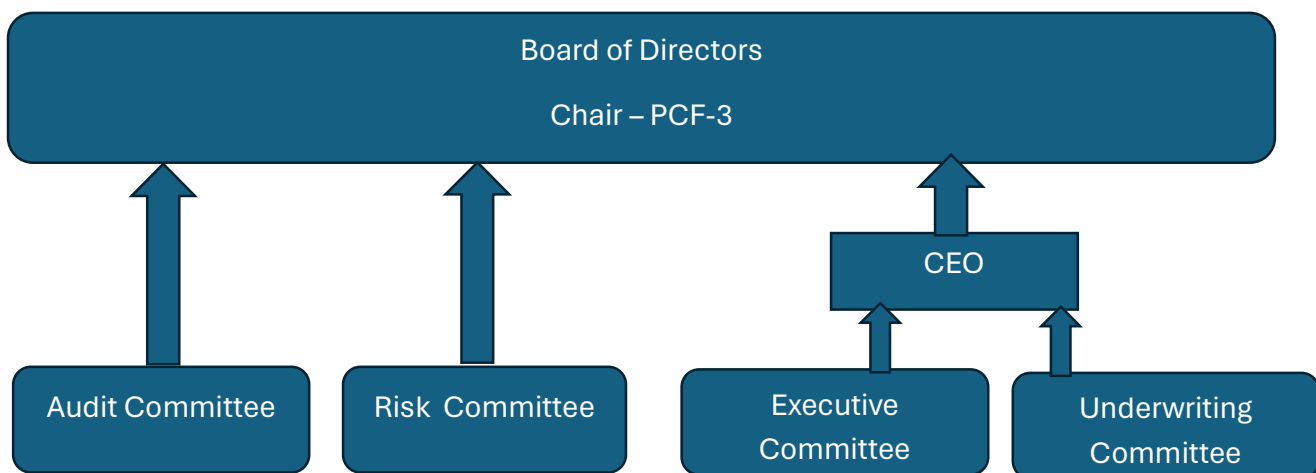 Board of Directors
Chair – PCF-3
CEO
Audit Committee
Risk  Committee
Executive
Committee
Underwriting
Committee